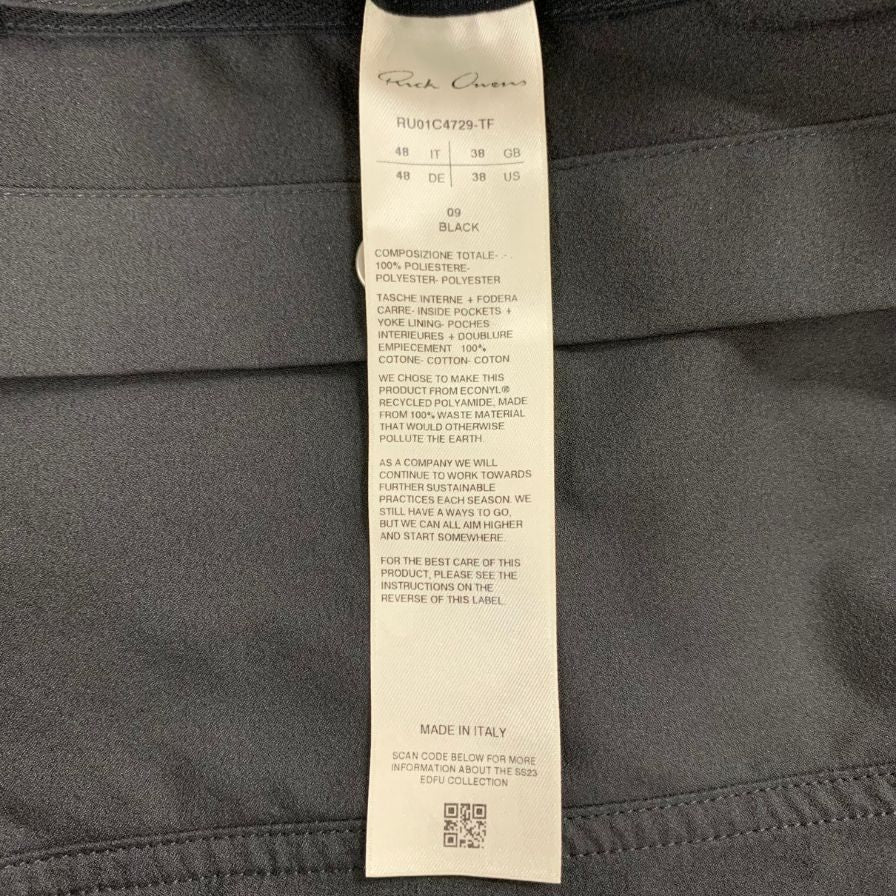 Rick Owens
RU01C4729-TF
48 IT 38 GB
48 DE 38 US
09
BLACK
COMPOSIZIONE TOTALE- - -
100% POLIESTERE-
POLYESTER- POLYESTER
TASCHE INTERNE + FODERA
CARRE- INSIDE POCKETS +
YOKE LINING- POCHES
INTERIEURES + DOUBLURE
EMPIECEMENT 100%
COTONE- COTTON- COTON
WE CHOSE TO MAKE THIS
PRODUCT FROM ECONYL®
RECYCLED POLYAMIDE, MADE
FROM 100% WASTE MATERIAL
THAT WOULD OTHERWISE
POLLUTE THE EARTH.
AS A COMPANY WE WILL
CONTINUE TO WORK TOWARDS
FURTHER SUSTAINABLE
PRACTICES EACH SEASON. WE
STILL HAVE A WAYS TO GO,
BUT WE CAN ALL AIM HIGHER
AND START SOMEWHERE.
FOR THE BEST CARE OF THIS
PRODUCT, PLEASE SEE THE
INSTRUCTIONS ON THE
REVERSE OF THIS LABEL.
MADE IN ITALY
SCAN CODE BELOW FOR MORE
INFORMATION ABOUT THE SS23
EDFU COLLECTION